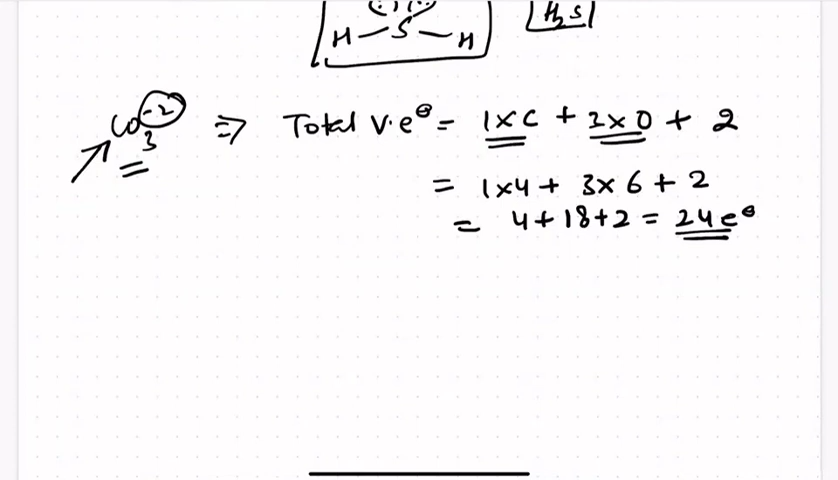 H – S – H H₂S
CO₃⁻² ⇒ Total v.e⊖ = 1×C + 3×O + 2
= 1×4 + 3×6 + 2
= 4+18+2 = 24e⊖